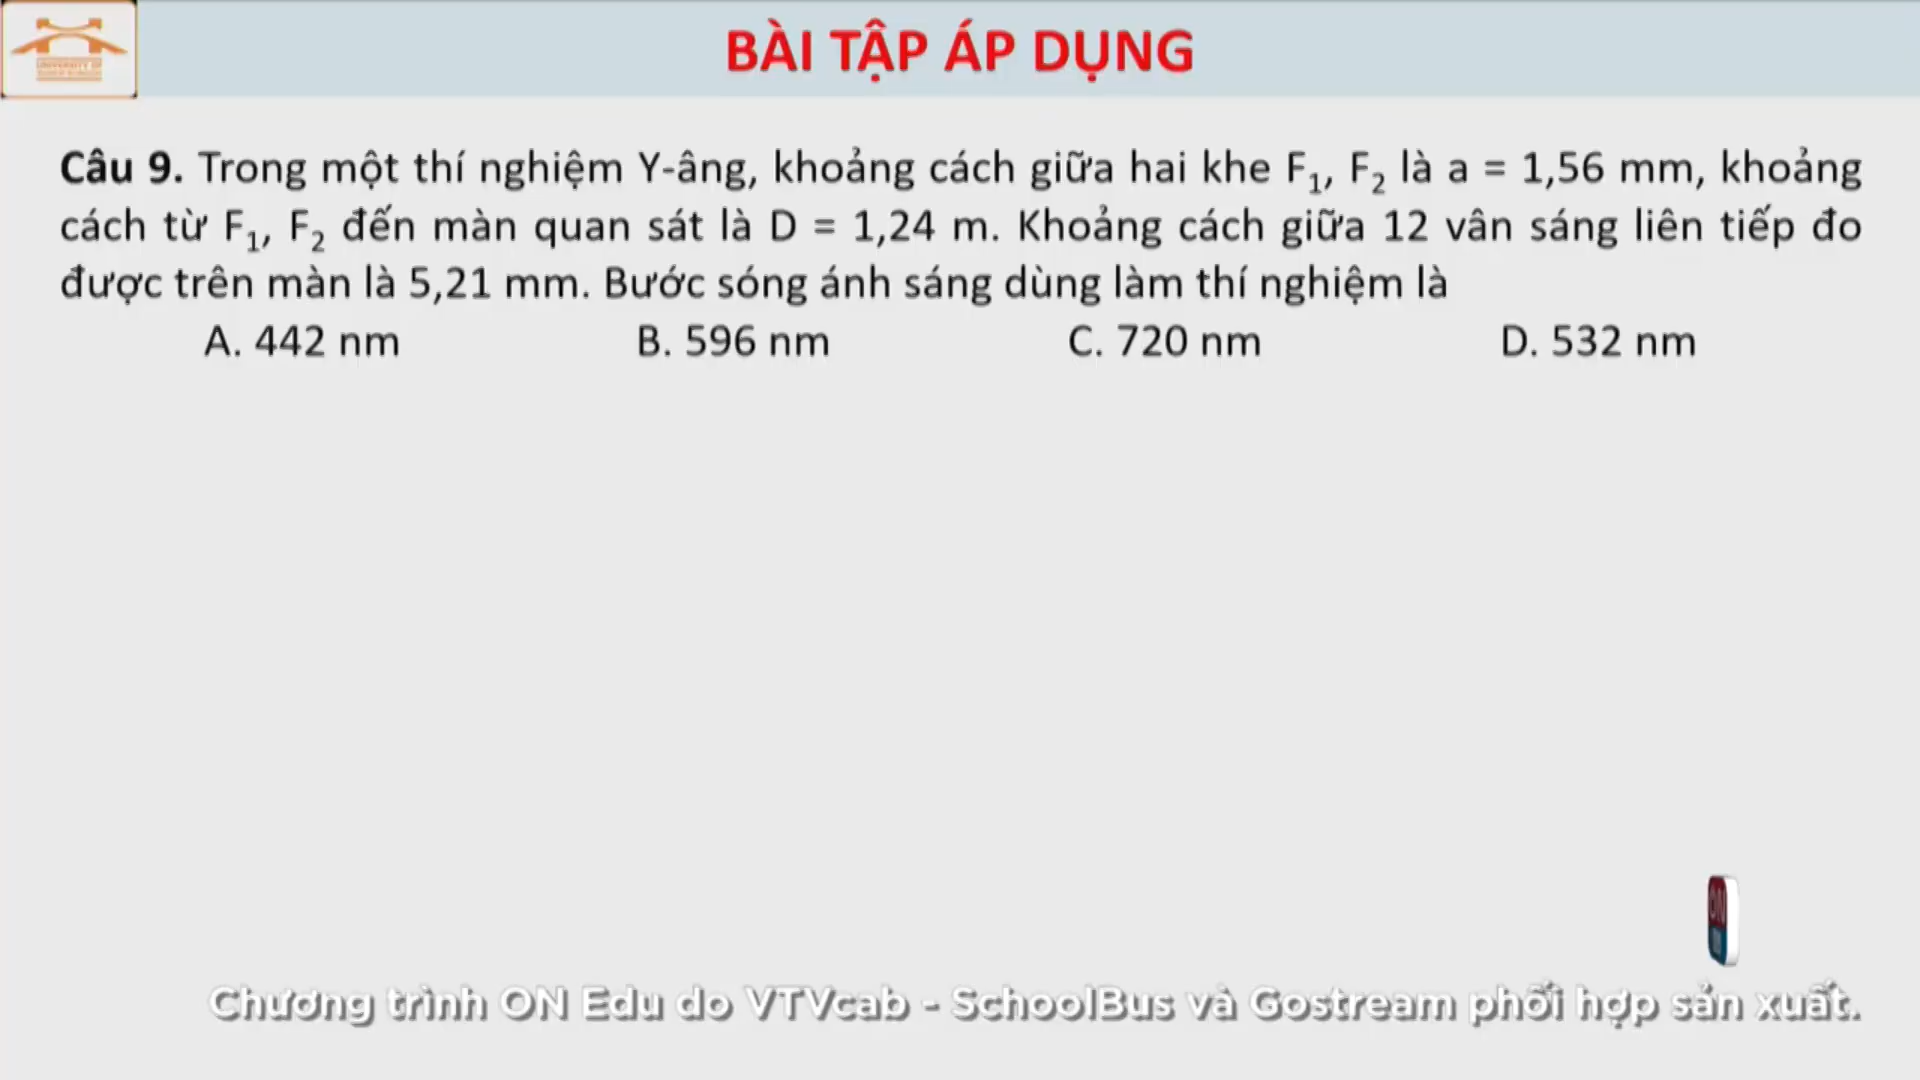 BÀI TẬP ÁP DỤNG
Câu 9. Trong một thí nghiệm Y-âng, khoảng cách giữa hai khe F₁, F₂ là a = 1,56 mm, khoảng
cách từ F₁, F₂ đến màn quan sát là D = 1,24 m. Khoảng cách giữa 12 vân sáng liên tiếp đo
được trên màn là 5,21 mm. Bước sóng ánh sáng dùng làm thí nghiệm là
A. 442 nm B. 596 nm C. 720 nm D. 532 nm
ON
Chương trình ON Edu do VTVcab - SchoolBus và Gostream phối hợp sản xuất.